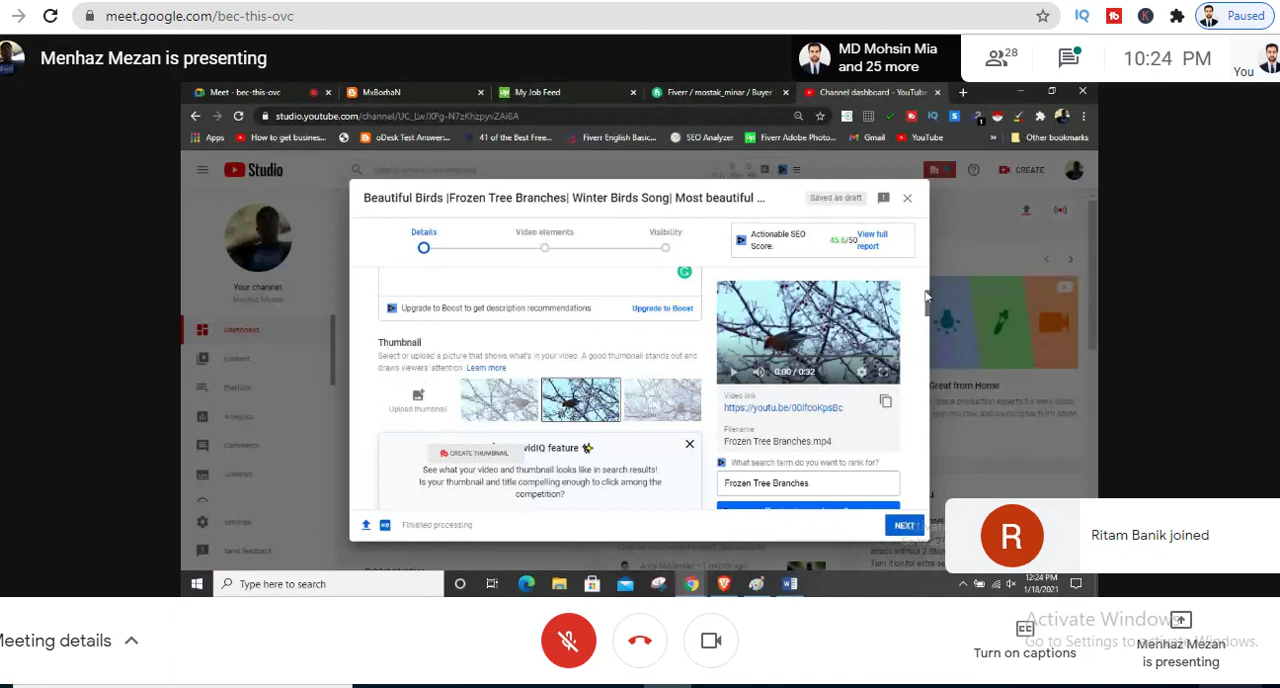 meet.google.com/bec-this-ovc
Paused
Menhaz Mezan is presenting
MD Mohsin Mia
and 25 more
28
10:24 PM
You
Meet - bec-this-ovc
MxBorhaN
My Job Feed
Fiverr / mostak_minar / Buyer
Channel dashboard - YouTube
Apps
How to get busines...
oDesk Test Answer...
41 of the Best Free...
Fiverr English Basic...
SEO Analyzer
Fiverr Adobe Photo...
Gmail
YouTube
»
Other bookmarks
Studio
CREATE
Beautiful Birds |Frozen Tree Branches| Winter Birds Song| Most beautiful ...
Saved as draft
Details
Video elements
Visibility
Actionable SEO
Score:
45.6/50
View full
report
Your channel
Menhaz Mezan
Dashboard
Content
Playlists
Analytics
Comments
Subtitles
Settings
Send feedback
Upgrade to Boost to get description recommendations
Upgrade to Boost
Thumbnail
Select or upload a picture that shows what's in your video. A good thumbnail stands out and
draws viewers' attention. Learn more
Upload thumbnail
CREATE THUMBNAIL
vidIQ feature
See what your video and thumbnail looks like in search results!
Is your thumbnail and title compelling enough to click among the
competition?
0:00 / 0:32
Video link
Filename
Frozen Tree Branches.mp4
What search term do you want to rank for?
Frozen Tree Branches
Finished processing
NEXT
Great from Home
R
Ritam Banik joined
Type here to search
12:24 PM
1/18/2021
Meeting details
Turn on captions
Activate Windows
Go to Settings to activate Windows.
Menhaz Mezan
is presenting